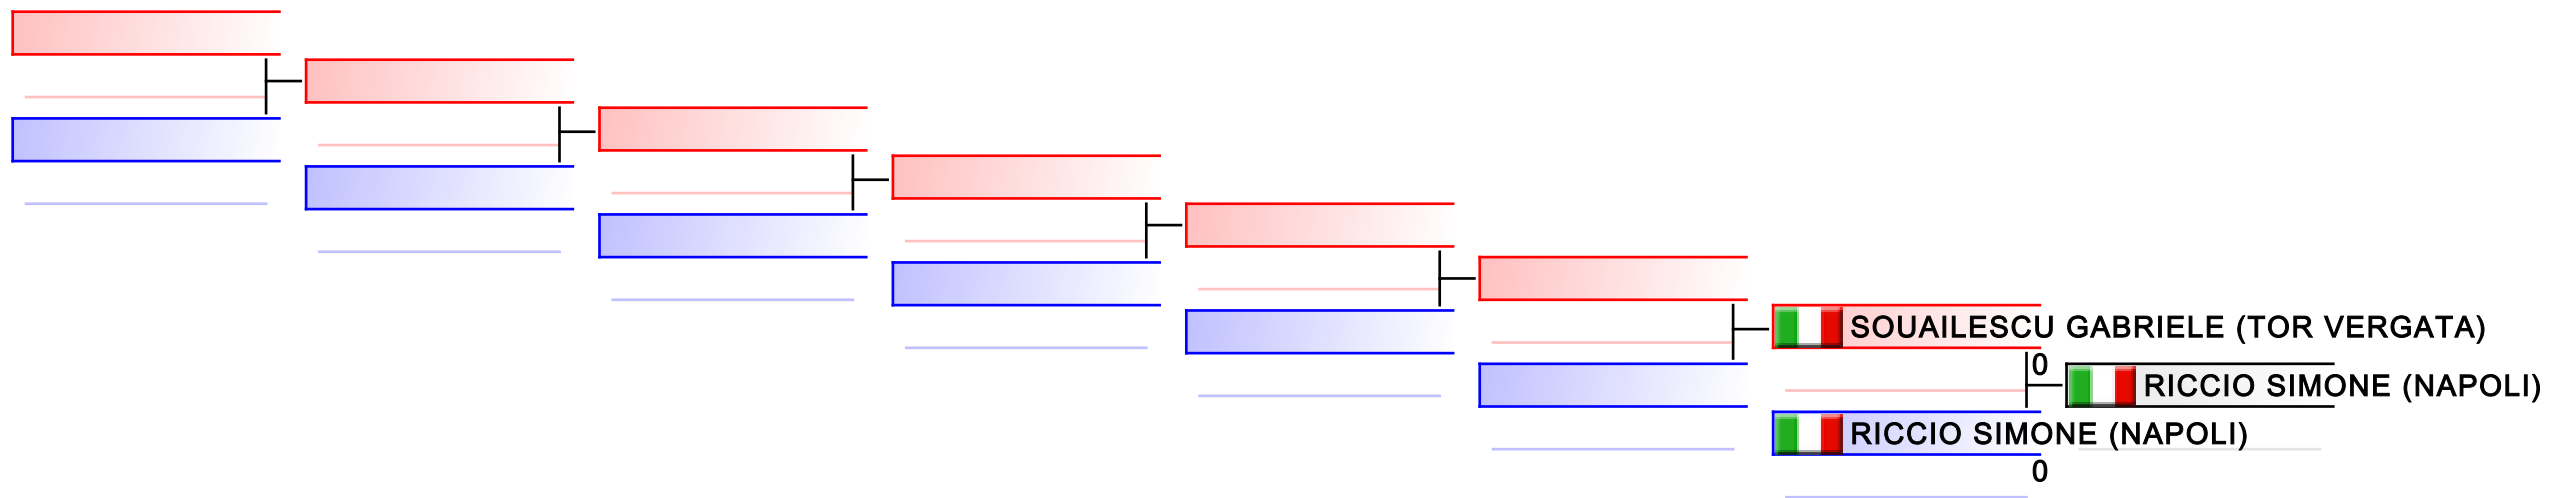 SOUAILESCU GABRIELE (TOR VERGATA)
0
RICCIO SIMONE (NAPOLI)
RICCIO SIMONE (NAPOLI)
0